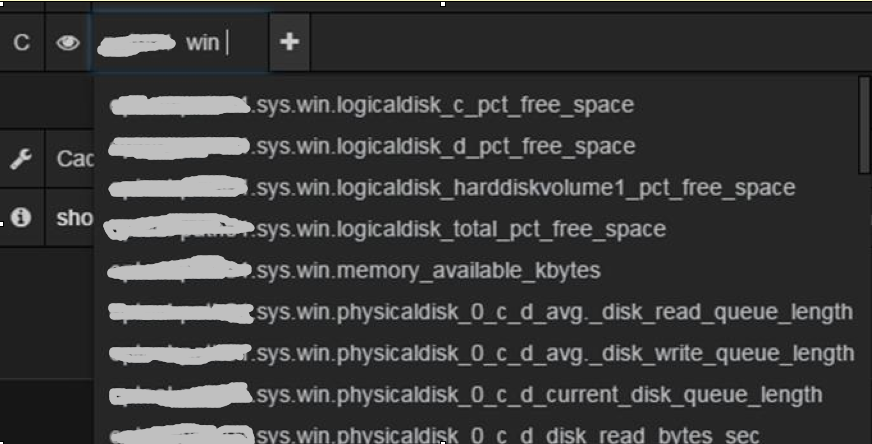 C win +
.sys.win.logicaldisk_c_pct_free_space
.sys.win.logicaldisk_d_pct_free_space
Cac
.sys.win.logicaldisk_harddiskvolume1_pct_free_space
sho
.sys.win.logicaldisk_total_pct_free_space
.sys.win.memory_available_kbytes
.sys.win.physicaldisk_0_c_d_avg._disk_read_queue_length
.sys.win.physicaldisk_0_c_d_avg._disk_write_queue_length
.sys.win.physicaldisk_0_c_d_current_disk_queue_length
.sys.win.physicaldisk_0_c_d_disk_read_bytes_sec